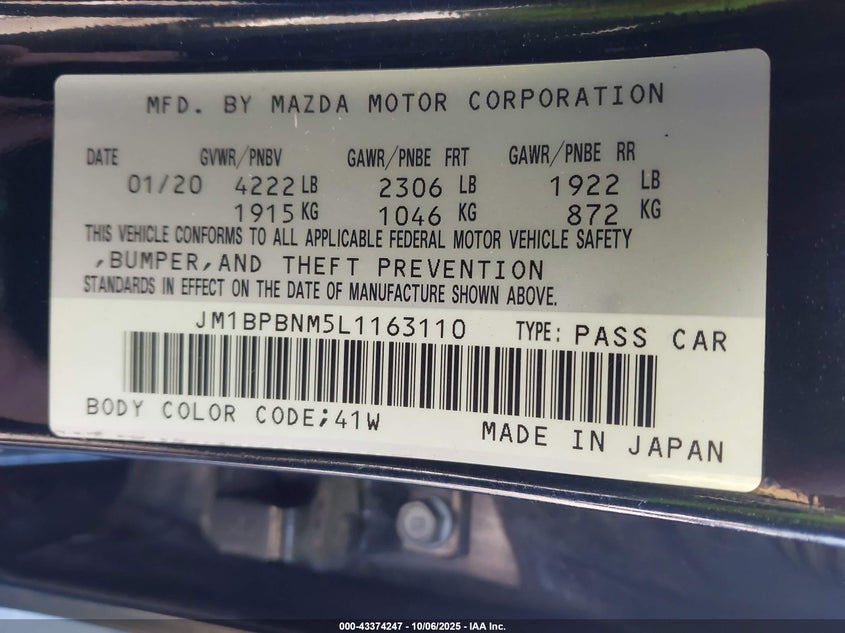 MFD. BY MAZDA MOTOR CORPORATION
DATE GVWR/PNBV GAWR/PNBE FRT GAWR/PNBE RR
01/20 4222 LB 2306 LB 1922 LB
1915 KG 1046 KG 872 KG
THIS VEHICLE CONFORMS TO ALL APPLICABLE FEDERAL MOTOR VEHICLE SAFETY
,BUMPER,AND THEFT PREVENTION
STANDARDS IN EFFECT ON THE DATE OF MANUFACTURE SHOWN ABOVE.
JM1BPBNM5L1163110 TYPE: PASS CAR
BODY COLOR CODE;41W
MADE IN JAPAN
000-43374247 - 10/06/2025 - IAA Inc.